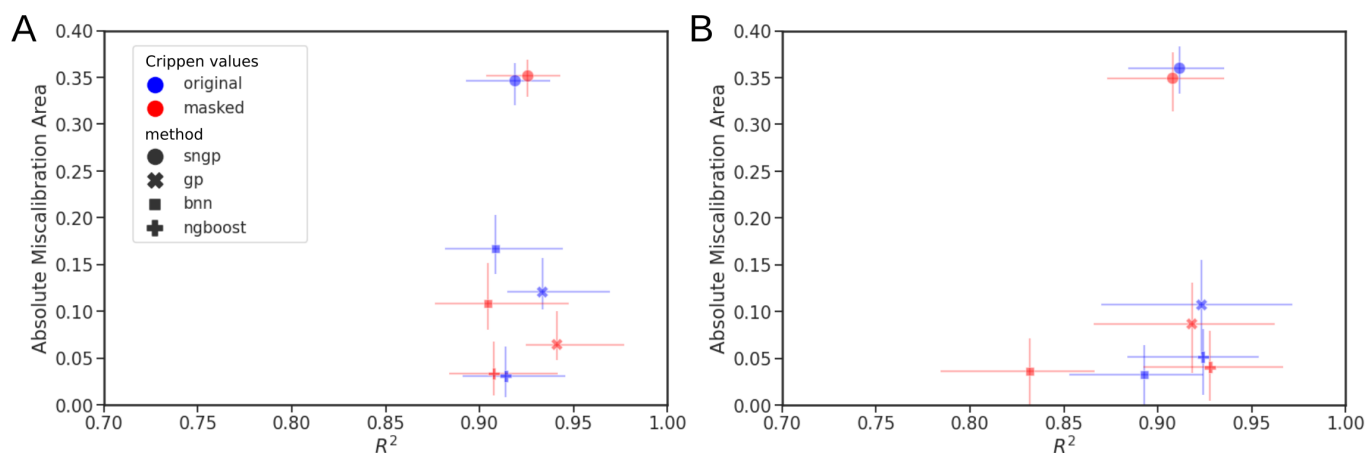 A
B
Absolute Miscalibration Area
0.40
0.35
0.30
0.25
0.20
0.15
0.10
0.05
0.00
Crippen values
original
masked
method
sngp
gp
bnn
ngboost
0.70 0.75 0.80 0.85 0.90 0.95 1.00
R²
Absolute Miscalibration Area
0.40
0.35
0.30
0.25
0.20
0.15
0.10
0.05
0.00
0.70 0.75 0.80 0.85 0.90 0.95 1.00
R²